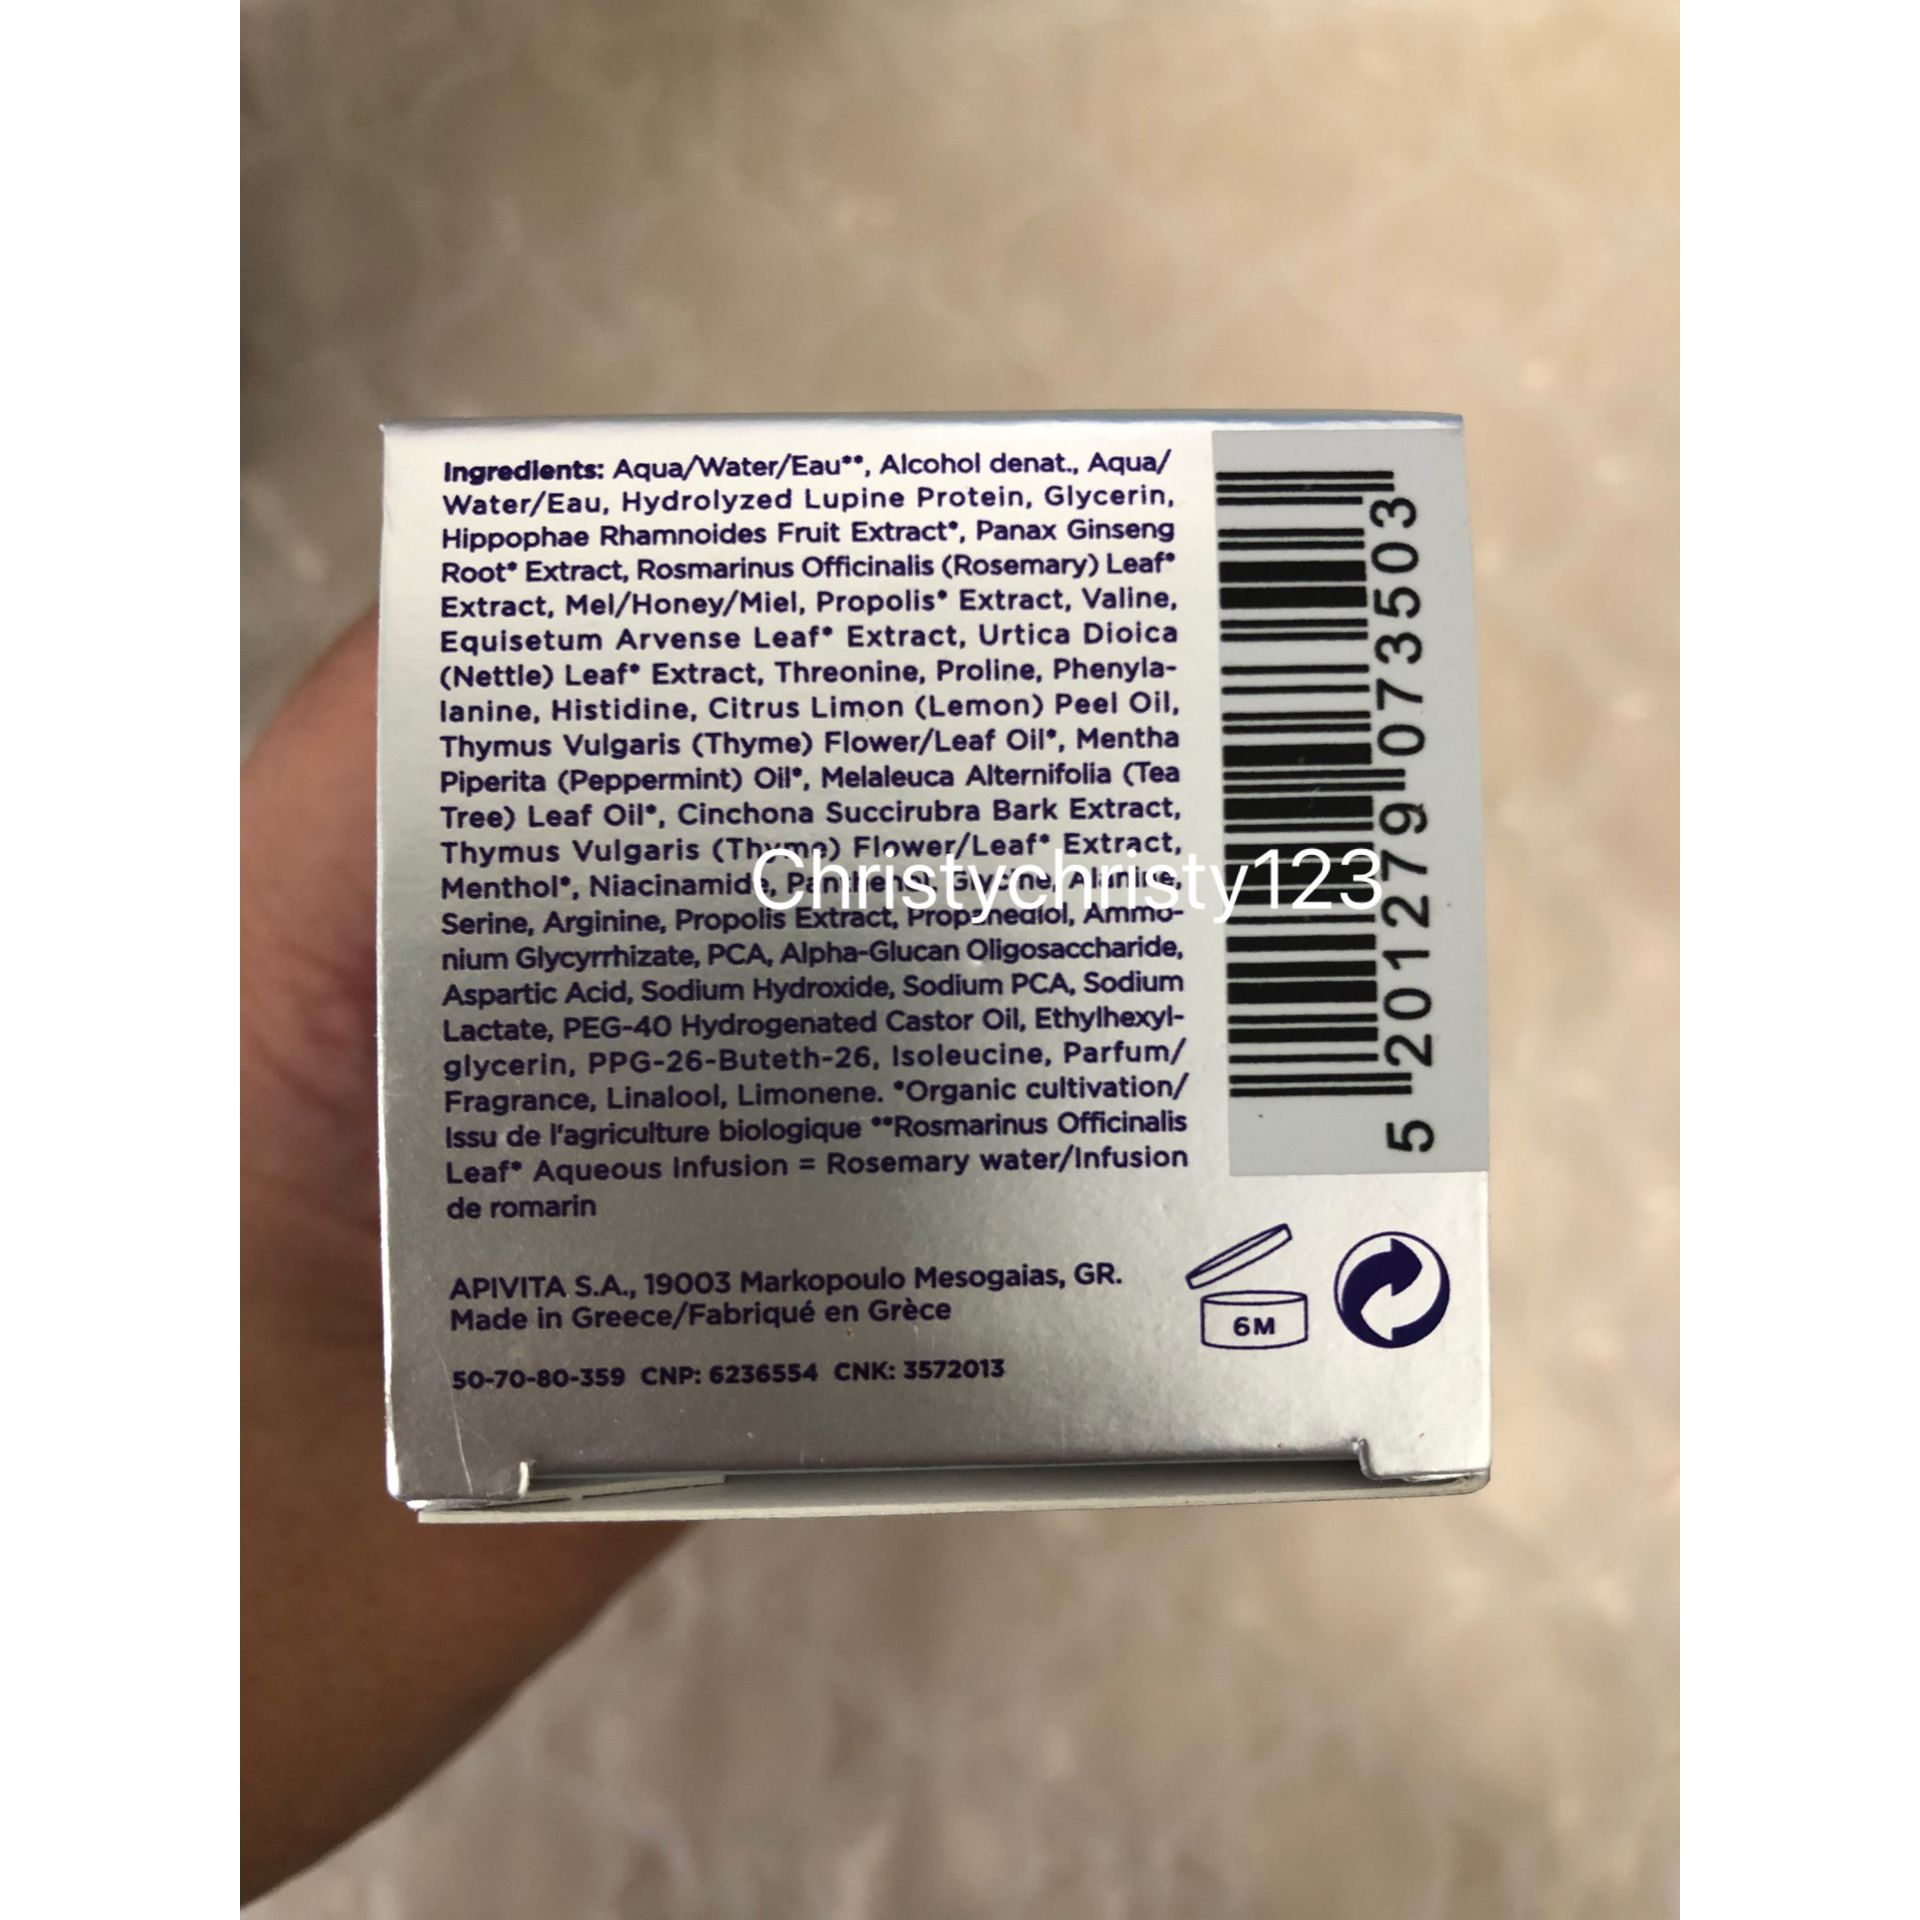 Ingredients: Aqua/Water/Eau**, Alcohol denat., Aqua/
Water/Eau, Hydrolyzed Lupine Protein, Glycerin,
Hippophae Rhamnoides Fruit Extract*, Panax Ginseng
Root* Extract, Rosmarinus Officinalis (Rosemary) Leaf*
Extract, Mel/Honey/Miel, Propolis* Extract, Valine,
Equisetum Arvense Leaf* Extract, Urtica Dioica
(Nettle) Leaf* Extract, Threonine, Proline, Phenyla-
lanine, Histidine, Citrus Limon (Lemon) Peel Oil,
Thymus Vulgaris (Thyme) Flower/Leaf Oil*, Mentha
Piperita (Peppermint) Oil*, Melaleuca Alternifolia (Tea
Tree) Leaf Oil*, Cinchona Succirubra Bark Extract,
Thymus Vulgaris (Thyme) Flower/Leaf* Extract,
Menthol*, Niacinamide, Panthenol, Glycine, Alanine,
Serine, Arginine, Propolis Extract, Propanediol, Ammo-
nium Glycyrrhizate, PCA, Alpha-Glucan Oligosaccharide,
Aspartic Acid, Sodium Hydroxide, Sodium PCA, Sodium
Lactate, PEG-40 Hydrogenated Castor Oil, Ethylhexyl-
glycerin, PPG-26-Buteth-26, Isoleucine, Parfum/
Fragrance, Linalool, Limonene. *Organic cultivation/
Issu de l'agriculture biologique **Rosmarinus Officinalis
Leaf* Aqueous Infusion = Rosemary water/Infusion
de romarin
Christychristy123
5 201279 073503
APIVITA S.A., 19003 Markopoulo Mesogaias, GR.
Made in Greece/Fabriqué en Grèce
6M
50-70-80-359 CNP: 6236554 CNK: 3572013